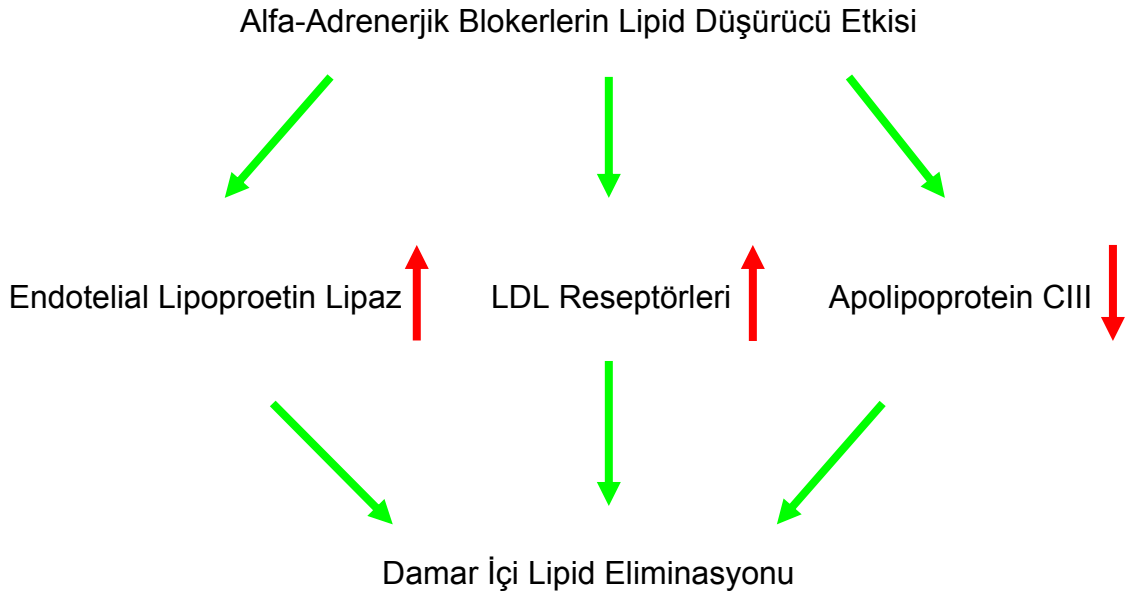 Alfa-Adrenerjik Blokerlerin Lipid Düşürücü Etkisi
Endotelial Lipoproetin Lipaz
LDL Reseptörleri
Apolipoprotein CIII
Damar İçi Lipid Eliminasyonu